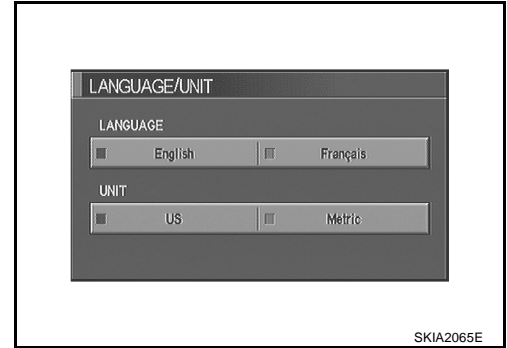 LANGUAGE/UNIT
LANGUAGE
English Français
UNIT
US Metric
SKIA2065E